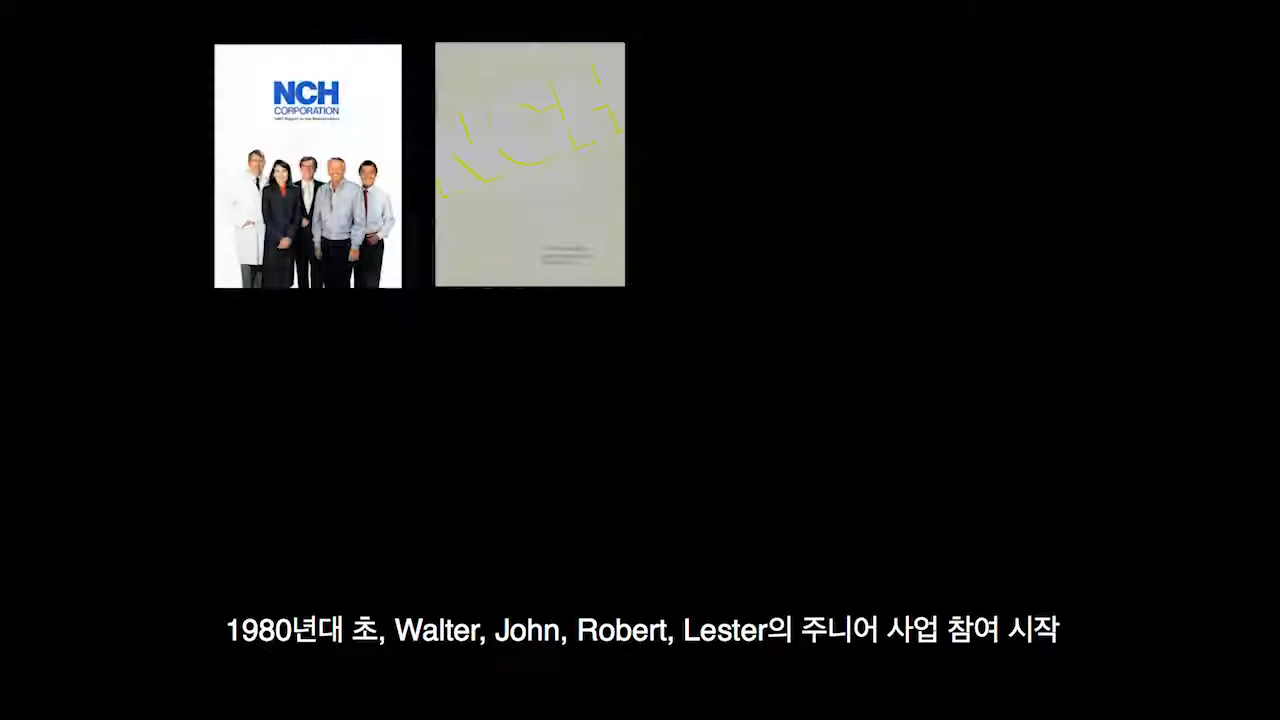 NCH
CORPORATION
NCH
1980년대 초, Walter, John, Robert, Lester의 주니어 사업 참여 시작